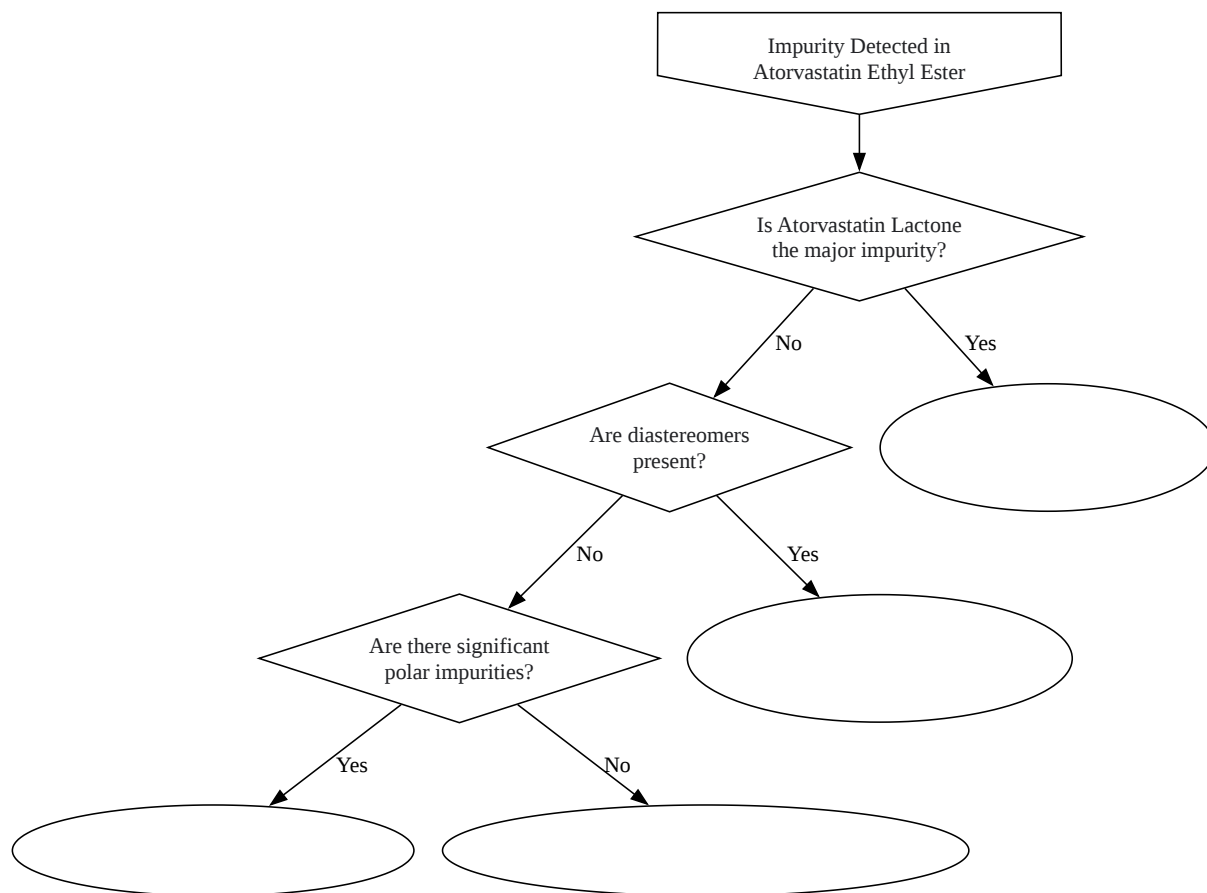 Impurity Detected in
Atorvastatin Ethyl Ester
Is Atorvastatin Lactone
the major impurity?
No
Yes
Are diastereomers
present?
No
Yes
Are there significant
polar impurities?
Yes
No